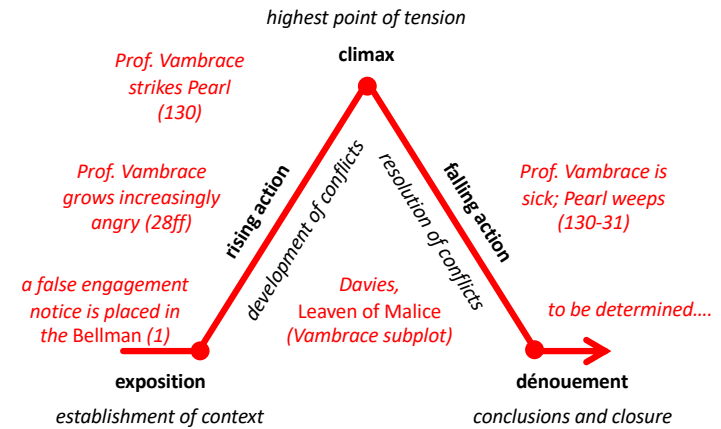 highest point of tension
climax
Prof. Vambrace
strikes Pearl
(130)
Prof. Vambrace
grows increasingly
angry (28ff)
rising action
development of conflicts
resolution of conflicts
falling action
Prof. Vambrace is
sick; Pearl weeps
(130-31)
a false engagement
notice is placed in
the Bellman (1)
Davies,
Leaven of Malice
(Vambrace subplot)
to be determined....
exposition
establishment of context
dénouement
conclusions and closure